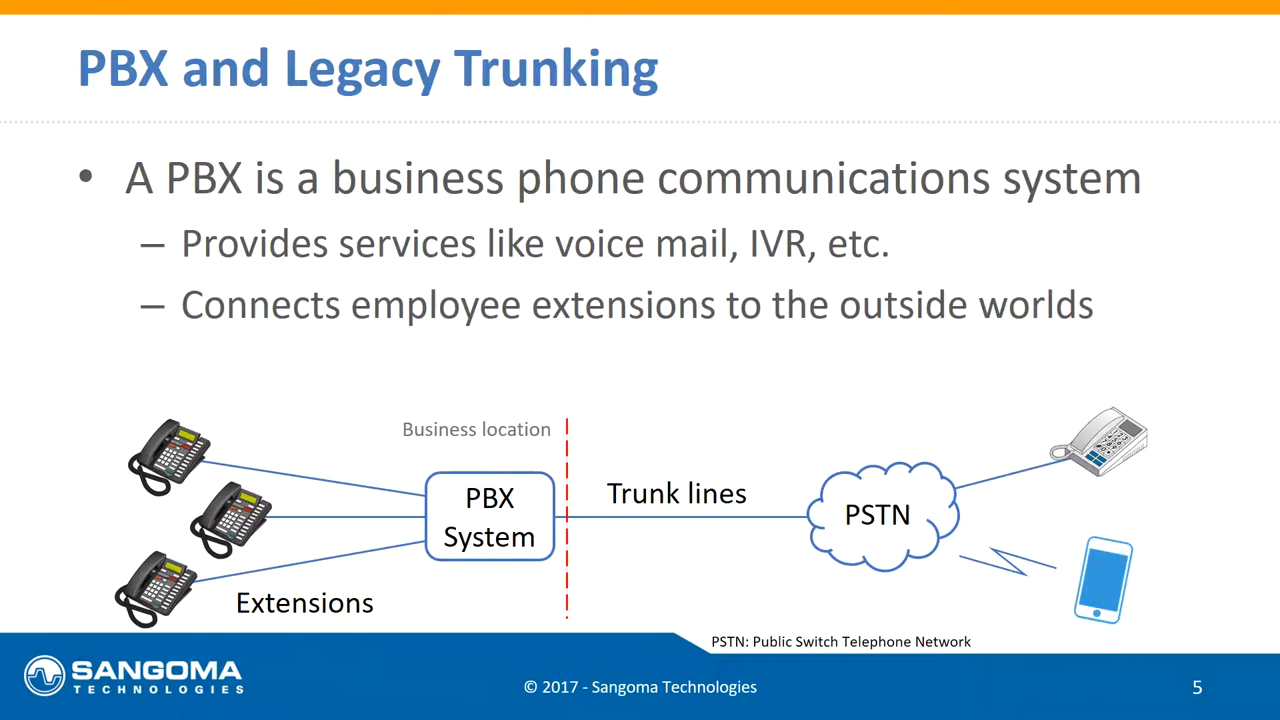 PBX and Legacy Trunking
• A PBX is a business phone communications system
– Provides services like voice mail, IVR, etc.
– Connects employee extensions to the outside worlds
Business location
PBX
System
Trunk lines
PSTN
Extensions
PSTN: Public Switch Telephone Network
SANGOMA
TECHNOLOGIES
© 2017 - Sangoma Technologies
5